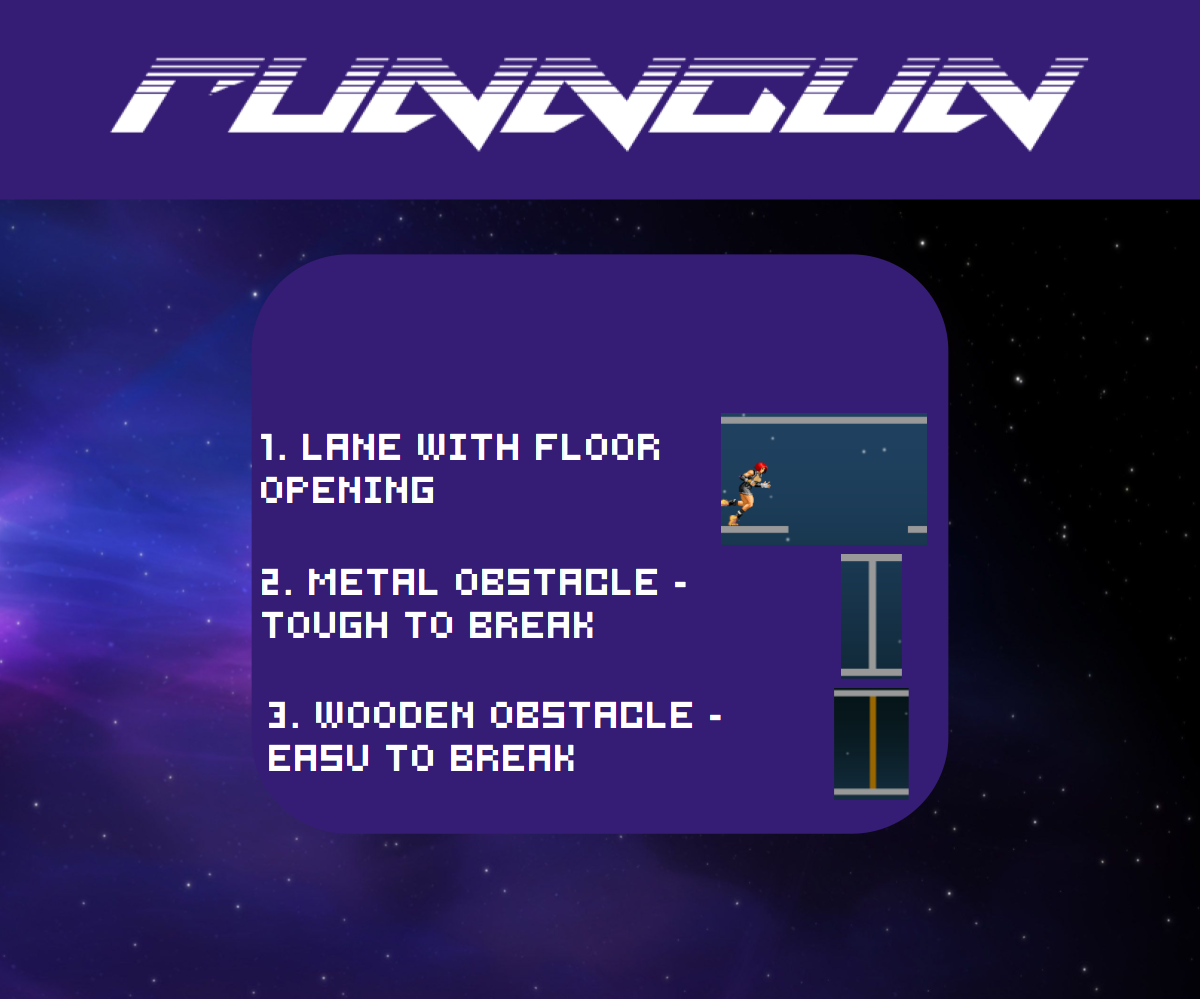 RUNNGUN
1. LANE WITH FLOOR
OPENING
2. METAL OBSTACLE -
TOUGH TO BREAK
3. WOODEN OBSTACLE -
EASY TO BREAK